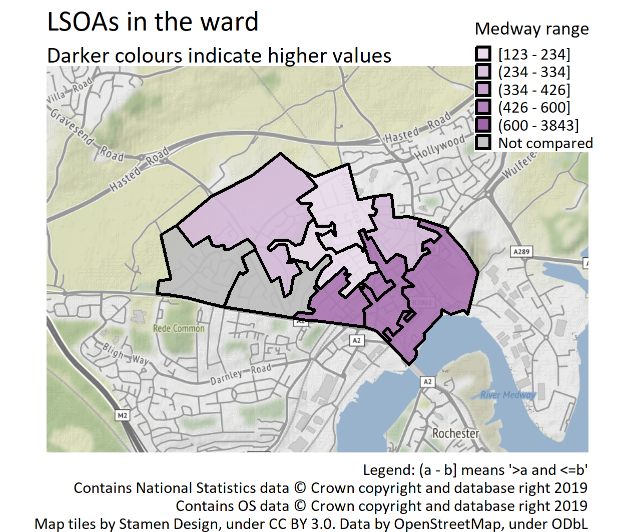 LSOAs in the ward
Darker colours indicate higher values
Medway range
[123 - 234]
(234 - 334]
(334 - 426]
(426 - 600]
(600 - 3843]
Not compared
Villa Road
Gravesend Road
Hasted Road
Hasted Road
Hollywood
Wulfere
A289
Rede Common
A2
A2
Bligh Way
Darnley Road
A2
River Medway
M2
Rochester
Legend: (a - b] means '>a and <=b'
Contains National Statistics data © Crown copyright and database right 2019
Contains OS data © Crown copyright and database right 2019
Map tiles by Stamen Design, under CC BY 3.0. Data by OpenStreetMap, under ODbL